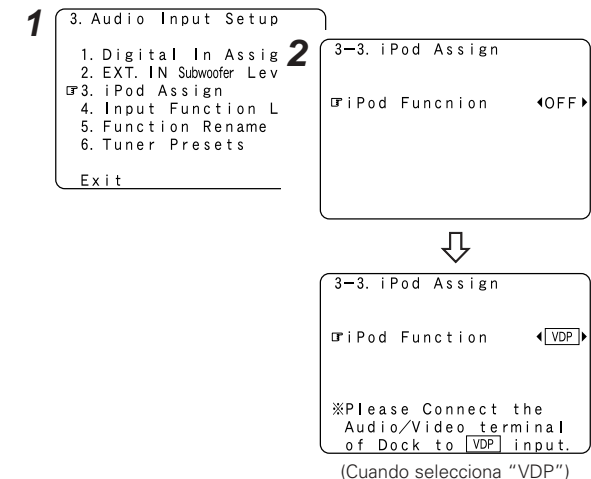 1
3. Audio Input Setup
1. Digital In Assig
2. EXT. IN Subwoofer Lev
☞3. iPod Assign
4. Input Function L
5. Function Rename
6. Tuner Presets
Exit
2
3-3. iPod Assign
☞iPod Funcnion ◀OFF▶
3-3. iPod Assign
☞iPod Function ◀VDP▶
※Please Connect the
Audio/Video terminal
of Dock to VDP input.
(Cuando selecciona “VDP”)